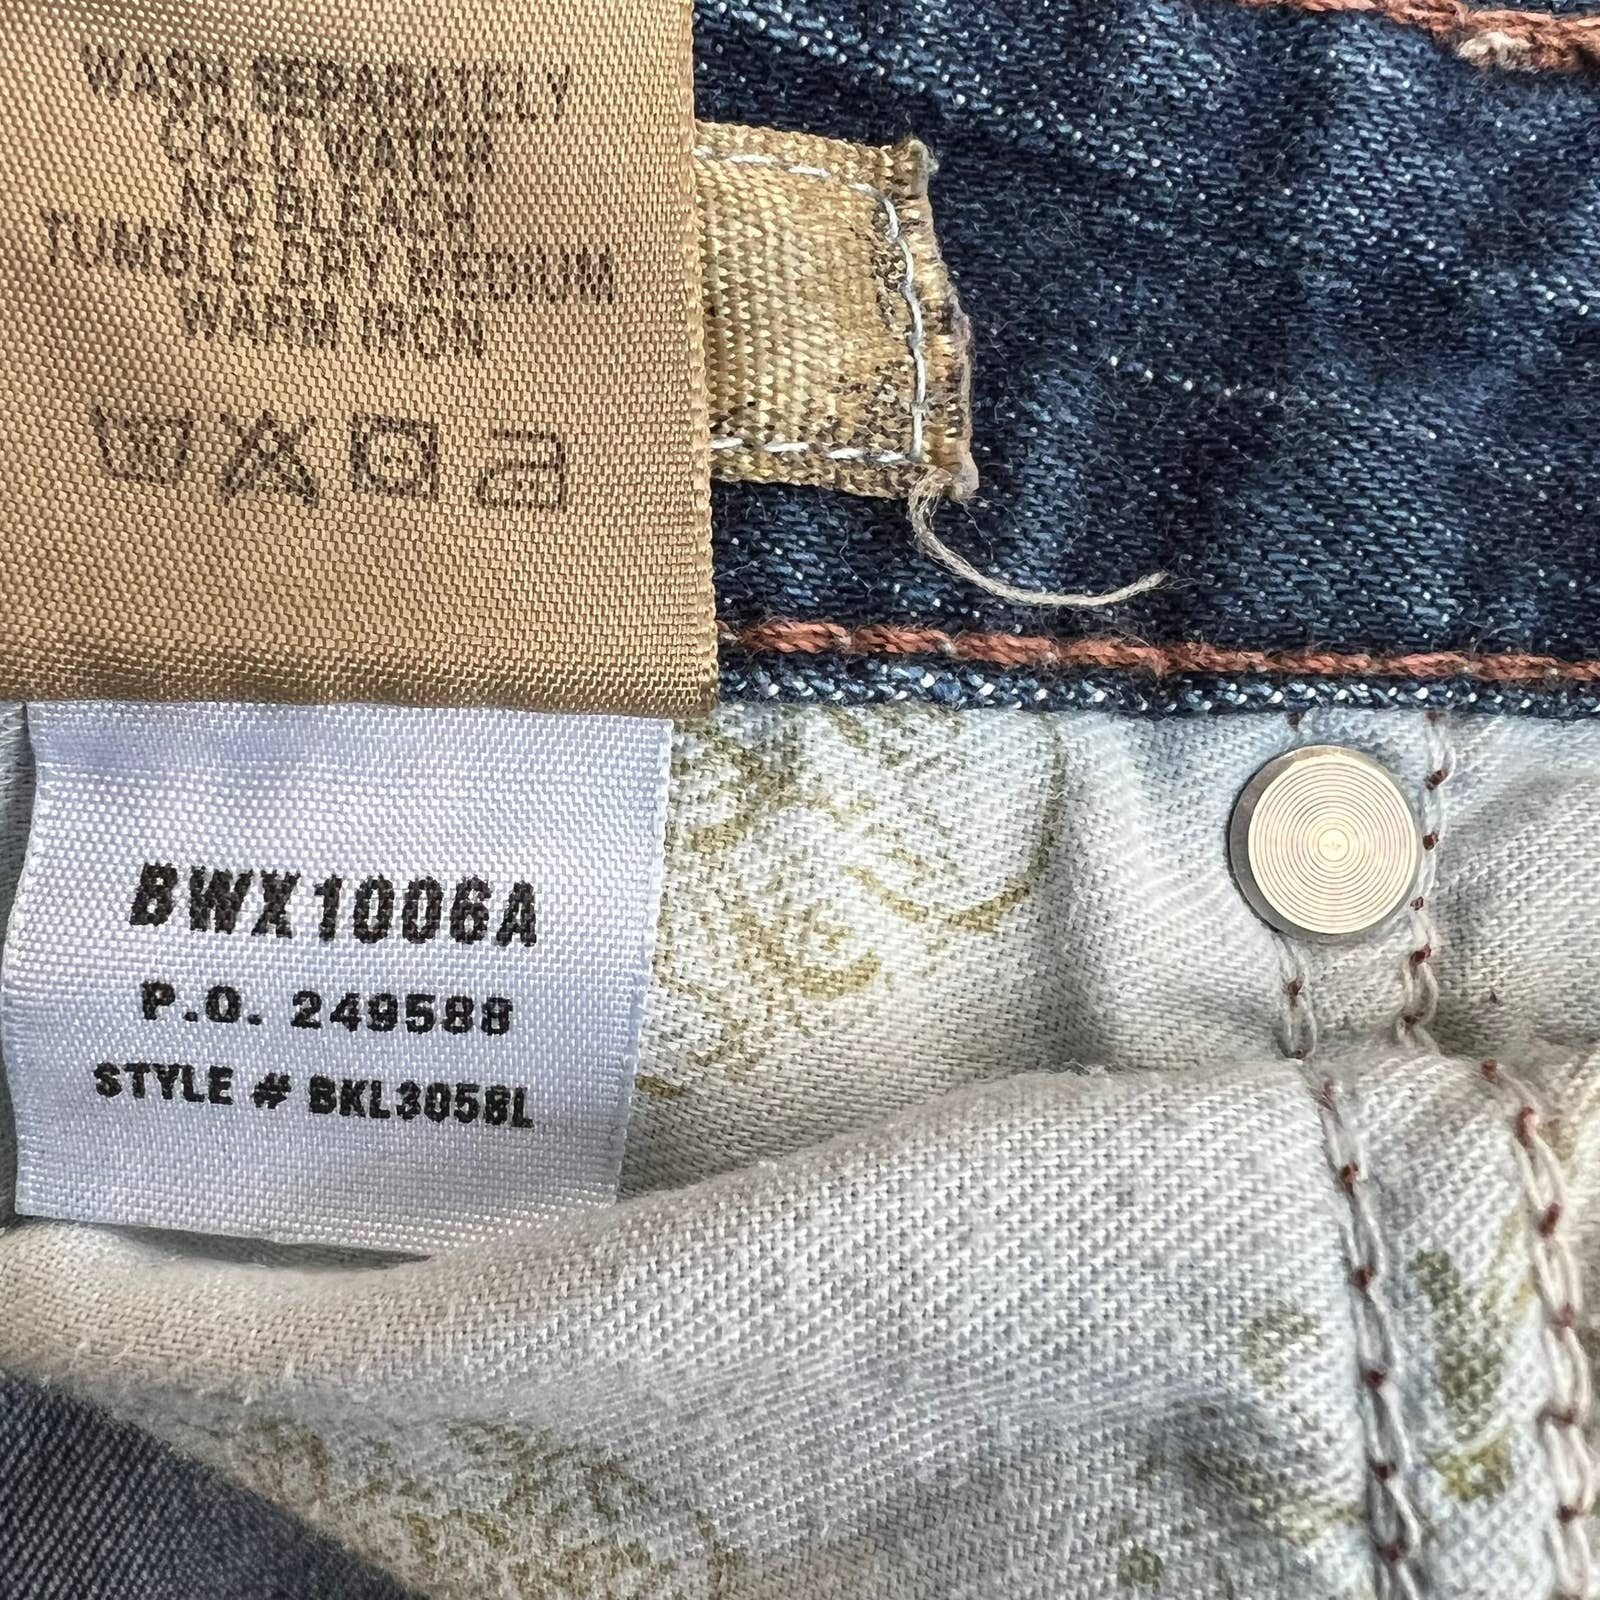 WASH SEPARATELY
COLD WATER
NO BLEACH
TUMBLE DRY MEDIUM
WARM IRON
BWX1006A
P.O. 249588
STYLE # BKL3058L